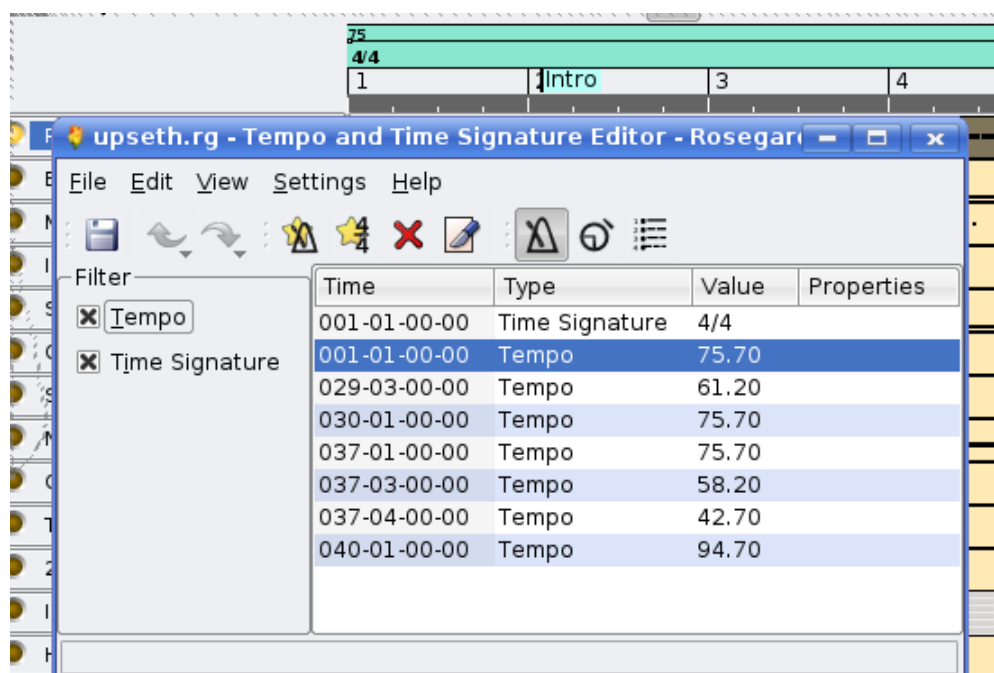 75
4/4
1 2 Intro 3 4
upseth.rg - Tempo and Time Signature Editor - Rosegar
File Edit View Settings Help
Filter
Tempo
Time Signature
Time Type Value Properties
001-01-00-00 Time Signature 4/4
001-01-00-00 Tempo 75.70
029-03-00-00 Tempo 61.20
030-01-00-00 Tempo 75.70
037-01-00-00 Tempo 75.70
037-03-00-00 Tempo 58.20
037-04-00-00 Tempo 42.70
040-01-00-00 Tempo 94.70